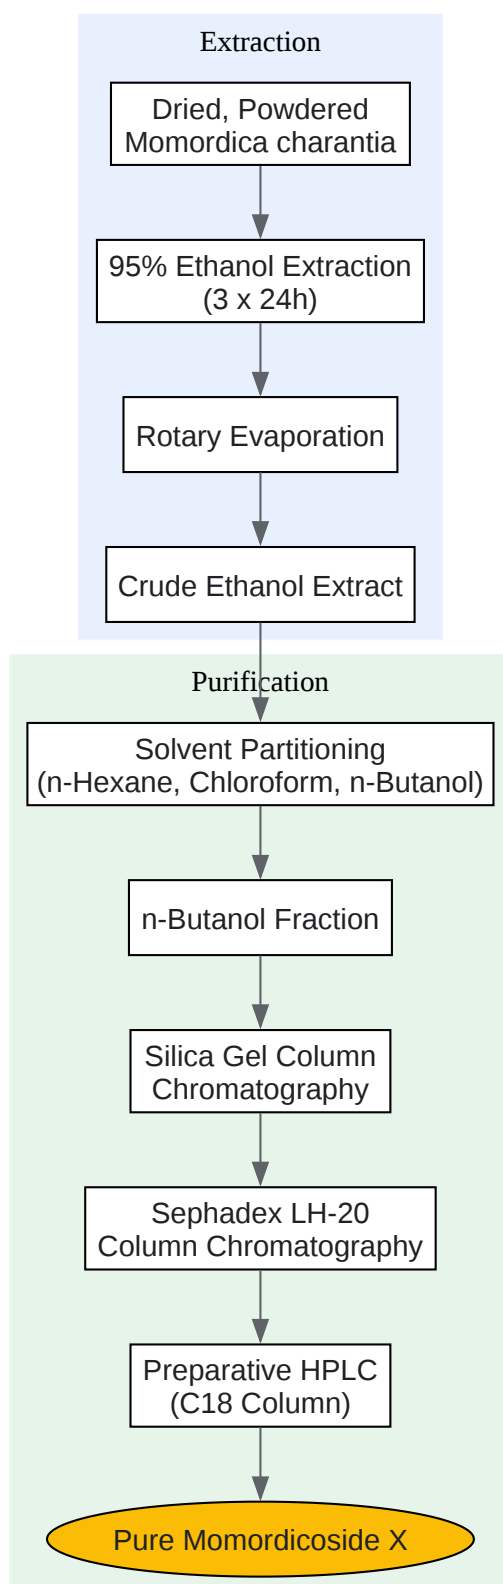 Extraction
Dried, Powdered
Momordica charantia
95% Ethanol Extraction
(3 x 24h)
Rotary Evaporation
Crude Ethanol Extract
Purification
Solvent Partitioning
(n-Hexane, Chloroform, n-Butanol)
n-Butanol Fraction
Silica Gel Column
Chromatography
Sephadex LH-20
Column Chromatography
Preparative HPLC
(C18 Column)
Pure Momordicoside X